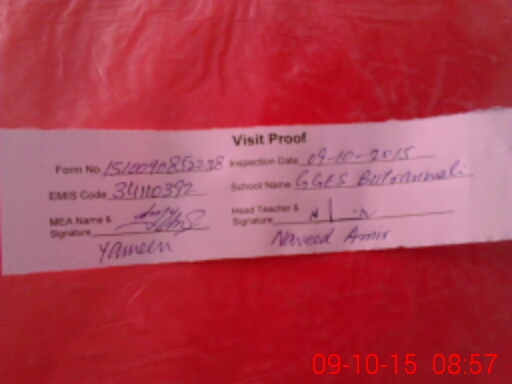 Visit Proof
Form No. Inspection Date 09-10-2015
EMIS Code 34110392 School Name GGES
MEA Name & Signature Head Teacher & Signature
Yameen Naveed Amir
09-10-15 08:57